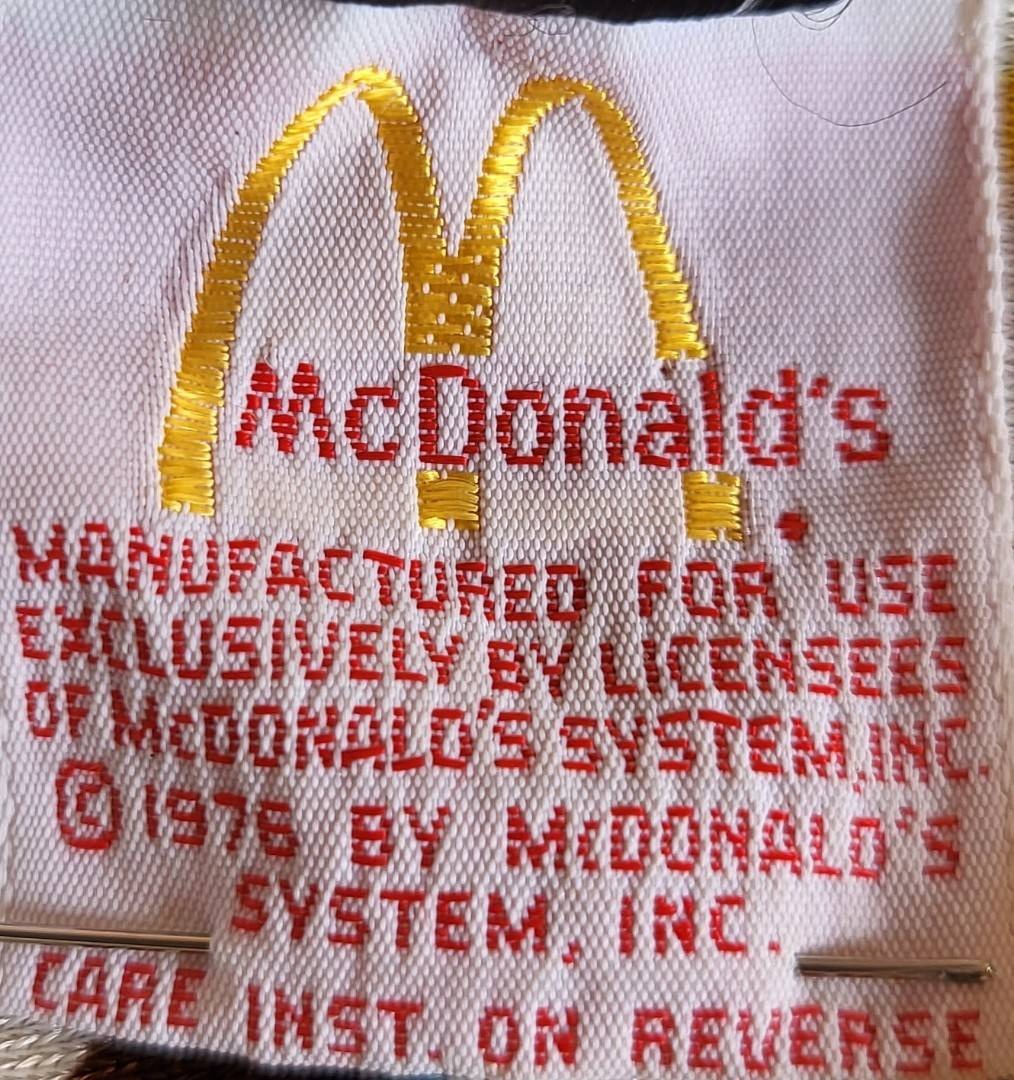 McDonald's
MANUFACTURED FOR USE
EXCLUSIVELY BY LICENSEES
OF McDONALD'S SYSTEM, INC.
© 1976 BY McDONALD'S
SYSTEM, INC.
CARE INST. ON REVERSE